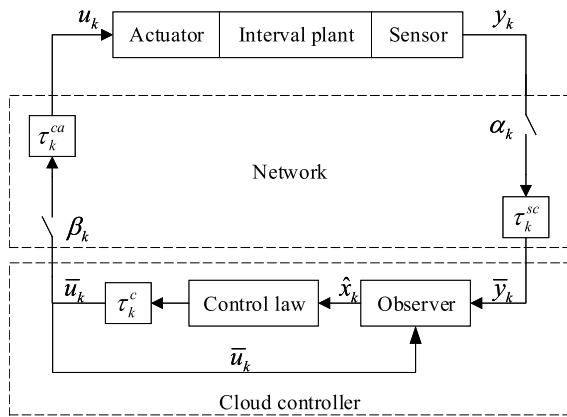 u_k
Actuator
Interval plant
Sensor
y_k
τ_k^{ca}
α_k
Network
τ_k^{sc}
β_k
ū_k
τ_k^c
Control law
x̂_k
Observer
ȳ_k
ū_k
Cloud controller